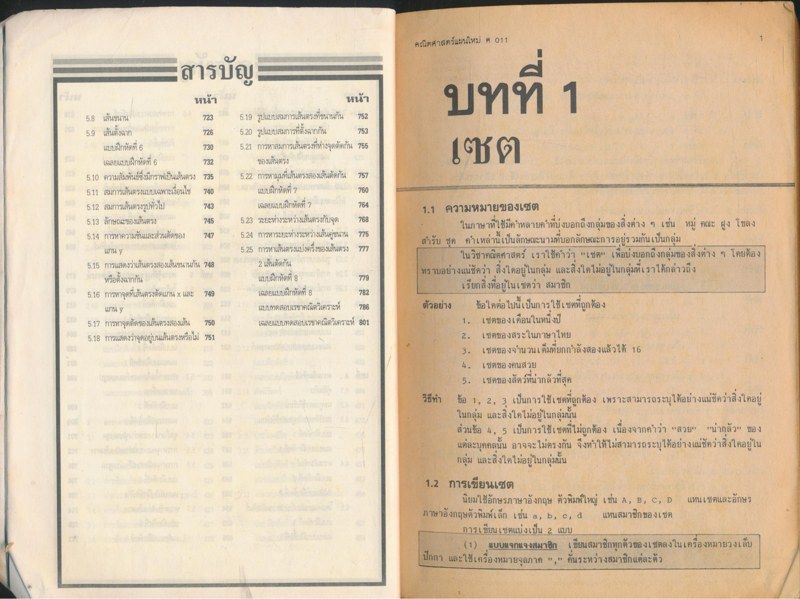 สารบัญ
หน้า
5.8 เส้นขนาน 723
5.9 เส้นตั้งฉาก 726
แบบฝึกหัดที่ 6 730
เฉลยแบบฝึกหัดที่ 6 732
5.10 ความสัมพันธ์ซึ่งมีกราฟเป็นเส้นตรง 735
5.11 สมการเส้นตรงแบบเฉพาะเงื่อนไข 740
5.12 สมการเส้นตรงรูปทั่วไป 743
5.13 ลักษณะของเส้นตรง 745
5.14 การหาความชันและส่วนตัดของ 747
แกน y
5.15 การแสดงว่าเส้นตรงสองเส้นขนานกัน 748
หรือตั้งฉากกัน
5.16 การหาจุดที่เส้นตรงตัดแกน x และ 749
แกน y
5.17 การหาจุดตัดของเส้นตรงสองเส้น 750
5.18 การแสดงว่าจุดอยู่บนเส้นตรงหรือไม่ 751
หน้า
5.19 รูปแบบสมการเส้นตรงที่ขนานกัน 752
5.20 รูปแบบสมการที่ตั้งฉากกัน 753
5.21 การหาสมการเส้นตรงที่ห่างจุดตัดกัน 755
ของเส้นตรง
5.22 การหามุมที่เส้นตรงสองเส้นตัดกัน 757
แบบฝึกหัดที่ 7 760
เฉลยแบบฝึกหัดที่ 7 764
5.23 ระยะห่างระหว่างเส้นตรงกับจุด 768
5.24 การหาระยะห่างระหว่างเส้นคู่ขนาน 775
5.25 การหาเส้นตรงแบ่งครึ่งของเส้นตรง 777
2 เส้นตัดกัน
แบบฝึกหัดที่ 8 779
เฉลยแบบฝึกหัดที่ 8 782
แบบทดสอบเรขาคณิตวิเคราะห์ 786
เฉลยแบบทดสอบเรขาคณิตวิเคราะห์ 801
คณิตศาสตร์แผนใหม่ ค 011 1
บทที่ 1
เซต
1.1 ความหมายของเซต
ในภาษาที่ใช้มีคำหลายคำที่บ่งบอกถึงกลุ่มของสิ่งต่าง ๆ เช่น หมู่ คณะ ฝูง โขลง
สำรับ ชุด คำเหล่านี้เป็นลักษณะนามที่บอกลักษณะการอยู่รวมกันเป็นกลุ่ม
ในวิชาคณิตศาสตร์ เราใช้คำว่า "เซต" เพื่อบ่งบอกถึงกลุ่มของสิ่งต่าง ๆ โดยต้อง
ทราบอย่างแน่ชัดว่า สิ่งใดอยู่ในกลุ่ม และสิ่งใดไม่อยู่ในกลุ่มที่เราได้กล่าวถึง
เรียกสิ่งที่อยู่ในเซตว่า สมาชิก
ตัวอย่าง ข้อใดต่อไปนี้เป็นการใช้เซตที่ถูกต้อง
1. เซตของเดือนในหนึ่งปี
2. เซตของสระในภาษาไทย
3. เซตของจำนวนเต็มที่ยกกำลังสองแล้วได้ 16
4. เซตของคนสวย
5. เซตของสัตว์ที่น่ากลัวที่สุด
วิธีทำ ข้อ 1, 2, 3 เป็นการใช้เซตที่ถูกต้อง เพราะสามารถระบุได้อย่างแน่ชัดว่าสิ่งใดอยู่
ในกลุ่ม และสิ่งใดไม่อยู่ในกลุ่มนั้น
ส่วนข้อ 4, 5 เป็นการใช้เซตที่ไม่ถูกต้อง เนื่องจากคำว่า "สวย" "น่ากลัว" ของ
แต่ละบุคคลนั้น อาจจะไม่ตรงกัน จึงทำให้ไม่สามารถระบุได้อย่างแน่ชัดว่าสิ่งใดอยู่ใน
กลุ่ม และสิ่งใดไม่อยู่ในกลุ่มนั้น
1.2 การเขียนเซต
นิยมใช้อักษรภาษาอังกฤษ ตัวพิมพ์ใหญ่ เช่น A, B, C, D แทนเซตและอักษร
ภาษาอังกฤษตัวพิมพ์เล็ก เช่น a, b, c, d แทนสมาชิกของเซต
การเขียนเซตแบ่งเป็น 2 แบบ
(1) แบบแจกแจงสมาชิก เขียนสมาชิกทุกตัวของเซตลงในเครื่องหมายวงเล็บ
ปีกกา และใช้เครื่องหมายจุลภาค "," คั่นระหว่างสมาชิกแต่ละตัว